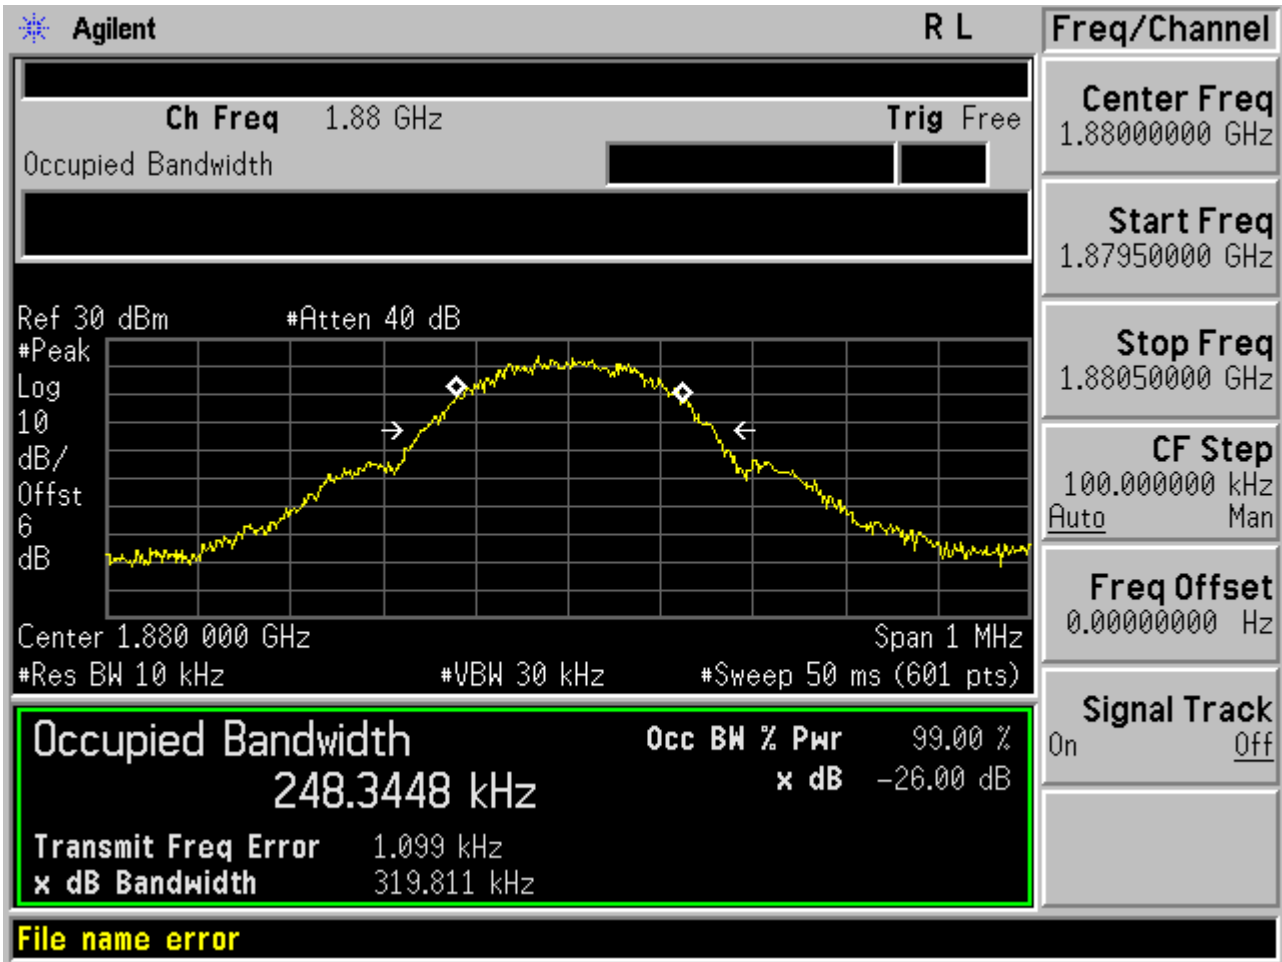 Agilent R L
Freq/Channel
Ch Freq 1.88 GHz Trig Free
Occupied Bandwidth
Center Freq
1.88000000 GHz
Start Freq
1.87950000 GHz
Stop Freq
1.88050000 GHz
CF Step
100.000000 kHz
Auto Man
Freq Offset
0.00000000 Hz
Signal Track
On Off
Ref 30 dBm #Atten 40 dB
#Peak
Log
10
dB/
Offst
6
dB
Center 1.880 000 GHz Span 1 MHz
#Res BW 10 kHz #VBW 30 kHz #Sweep 50 ms (601 pts)
Occupied Bandwidth
248.3448 kHz
Occ BW % Pwr 99.00 %
x dB -26.00 dB
Transmit Freq Error 1.099 kHz
x dB Bandwidth 319.811 kHz
File name error